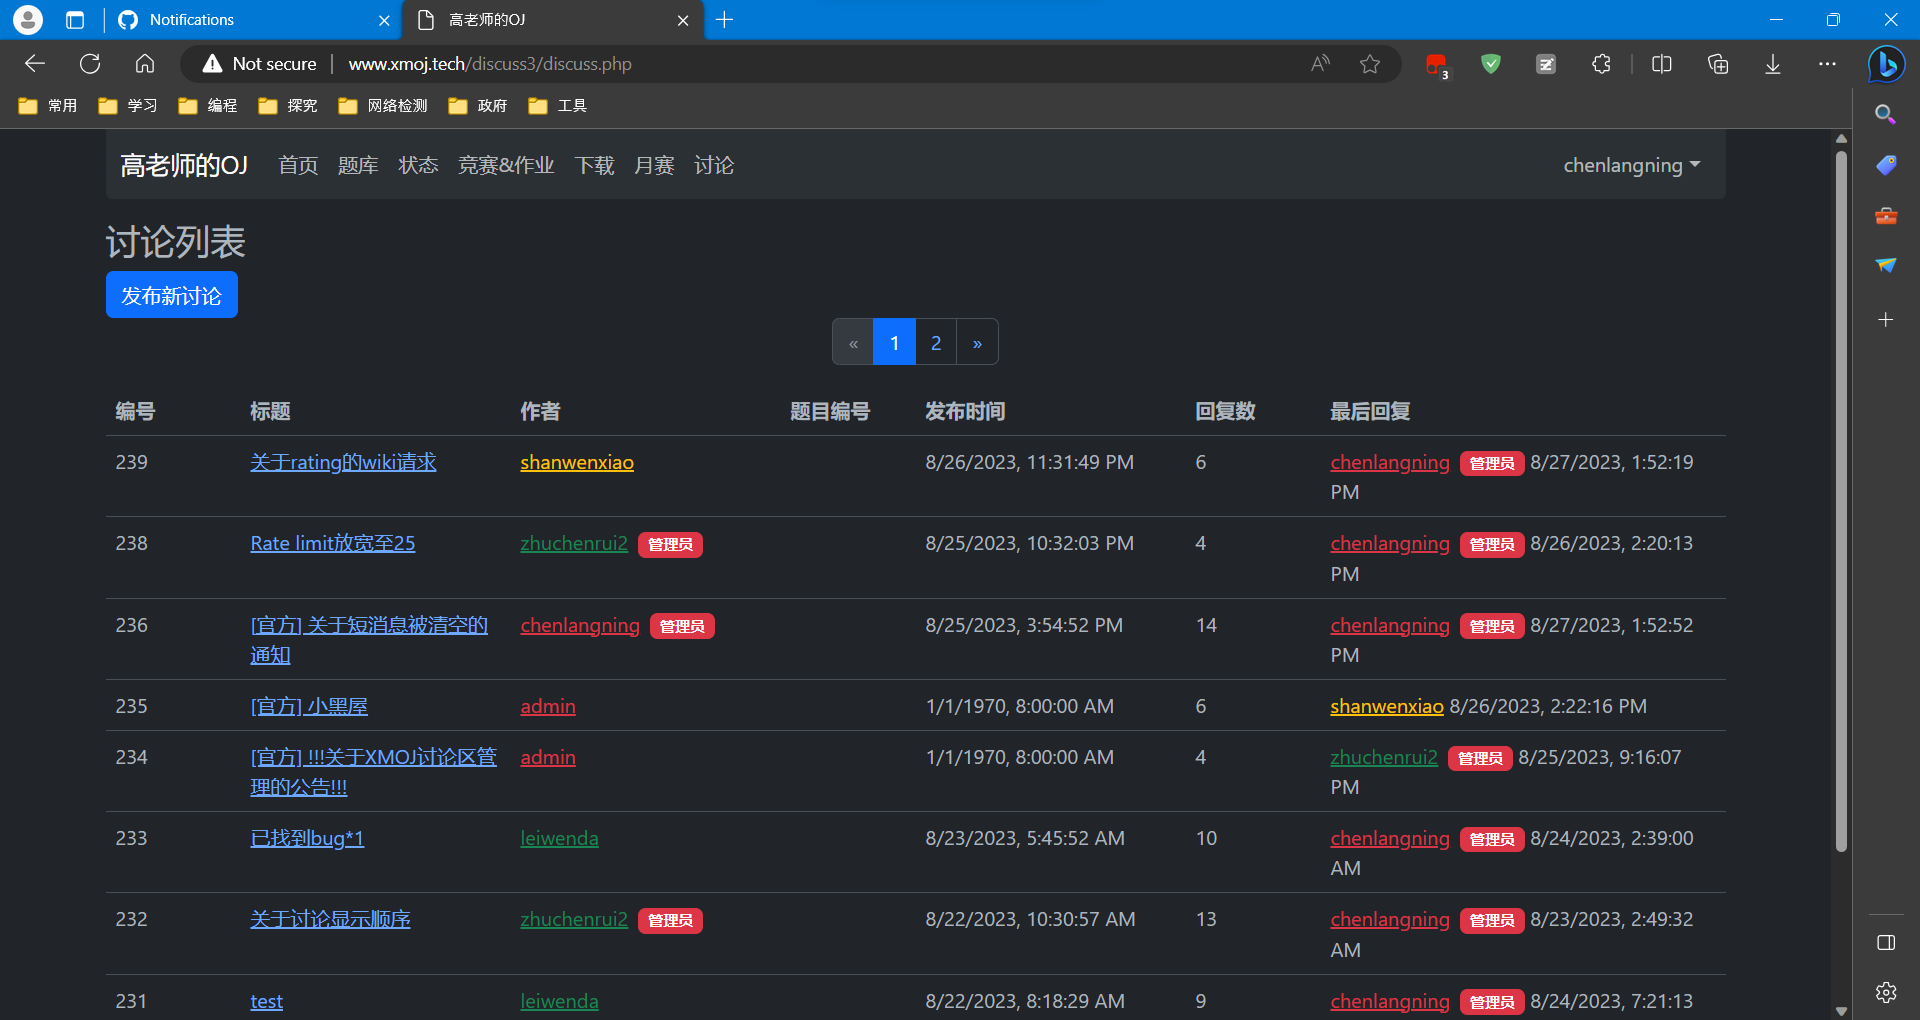 Notifications
高老师的OJ
Not secure www.xmoj.tech/discuss3/discuss.php
3
常用 学习 编程 探究 网络检测 政府 工具
高老师的OJ 首页 题库 状态 竞赛&作业 下载 月赛 讨论 chenlangning
讨论列表
发布新讨论
« 1 2 »
编号 标题 作者 题目编号 发布时间 回复数 最后回复
239 关于rating的wiki请求 shanwenxiao 8/26/2023, 11:31:49 PM 6 chenlangning 管理员 8/27/2023, 1:52:19
PM
238 Rate limit放宽至25 zhuchenrui2 管理员 8/25/2023, 10:32:03 PM 4 chenlangning 管理员 8/26/2023, 2:20:13
PM
236 [官方] 关于短消息被清空的 chenlangning 管理员 8/25/2023, 3:54:52 PM 14 chenlangning 管理员 8/27/2023, 1:52:52
通知 PM
235 [官方] 小黑屋 admin 1/1/1970, 8:00:00 AM 6 shanwenxiao 8/26/2023, 2:22:16 PM
234 [官方] !!!关于XMOJ讨论区管 admin 1/1/1970, 8:00:00 AM 4 zhuchenrui2 管理员 8/25/2023, 9:16:07
理的公告!!! PM
233 已找到bug*1 leiwenda 8/23/2023, 5:45:52 AM 10 chenlangning 管理员 8/24/2023, 2:39:00
AM
232 关于讨论显示顺序 zhuchenrui2 管理员 8/22/2023, 10:30:57 AM 13 chenlangning 管理员 8/23/2023, 2:49:32
AM
231 test leiwenda 8/22/2023, 8:18:29 AM 9 chenlangning 管理员 8/24/2023, 7:21:13